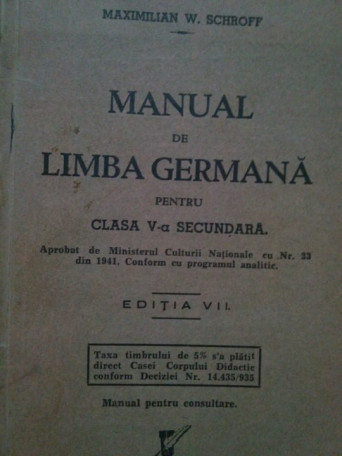 MAXIMILIAN W. SCHROFF
MANUAL
DE
LIMBA GERMANĂ
PENTRU
CLASA V-a SECUNDARĂ.
Aprobat de Ministerul Culturii Naționale cu Nr. 33
din 1941. Conform cu programul analitic.
EDIȚIA VII.
Taxa timbrului de 5% s'a plătit
direct Casei Corpului Didactic
conform Deciziei Nr. 14.435/935
Manual pentru consultare.